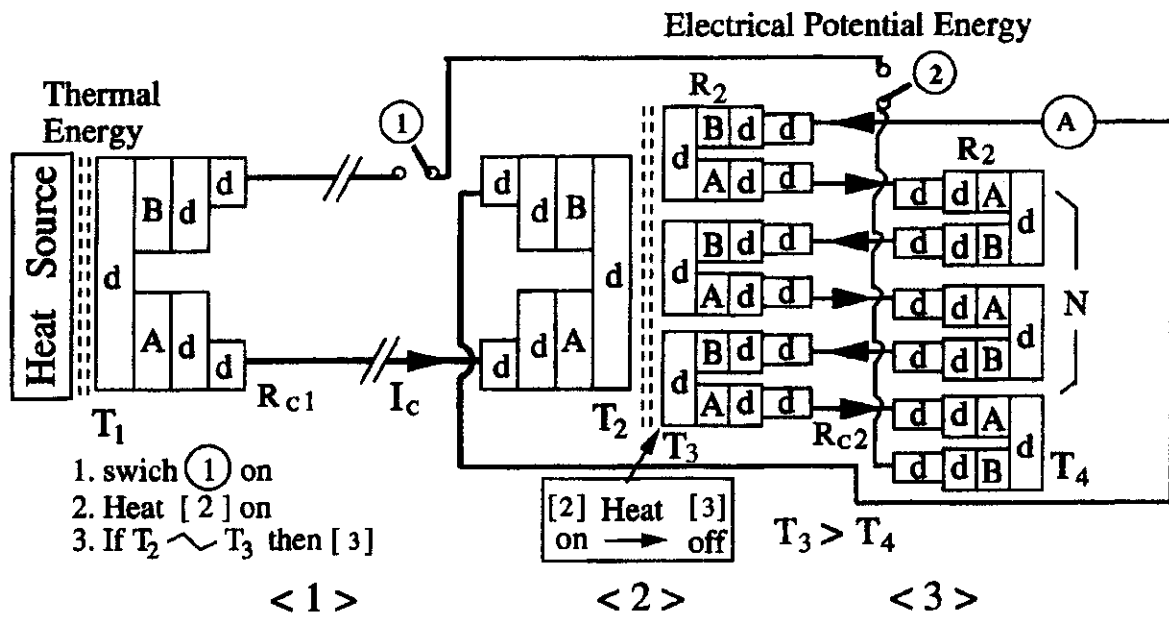 Electrical Potential Energy
Thermal
Energy
Heat Source
1
2
A
R2
R2
B d d
d
A d d
B d d
d
A d d
B d d
d
A d d
d d A
d
d d B
d d A
d
d d B
d d A
d
d d B
d
B d d
A d d
d d B
d
d d A
N
Rc1
Ic
Rc2
T1
T2
T3
T4
1. swich 1 on
2. Heat [ 2 ] on
3. If T2 T3 then [ 3 ]
[2] Heat [3]
on off
T3 > T4
< 1 >
< 2 >
< 3 >